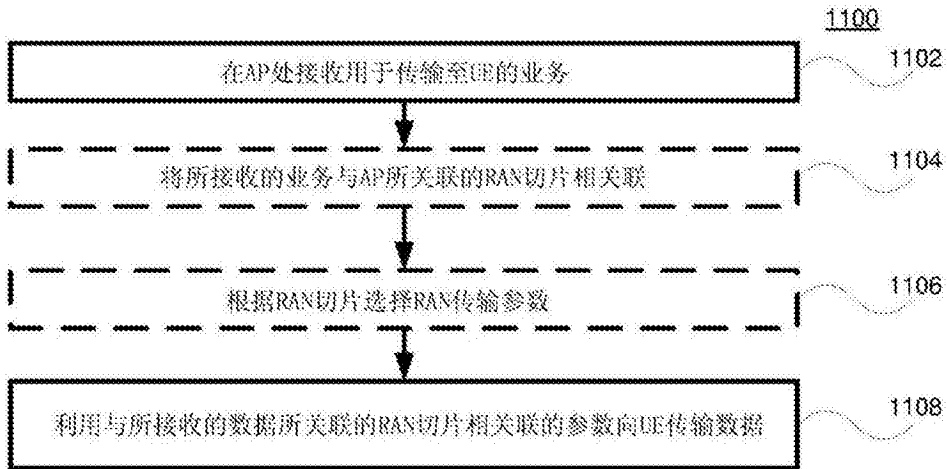 1100
在AP处接收用于传输至UE的业务
1102
将所接收的业务与AP所关联的RAN切片相关联
1104
根据RAN切片选择RAN传输参数
1106
利用与所接收的数据所关联的RAN切片相关联的参数向UE传输数据
1108